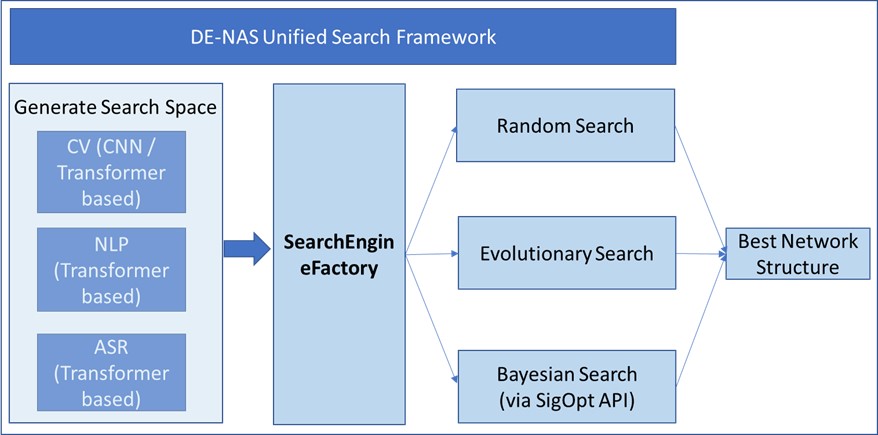 DE-NAS Unified Search Framework
Generate Search Space
CV (CNN /
Transformer
based)
NLP
(Transformer
based)
ASR
(Transformer
based)
SearchEngin
eFactory
Random Search
Evolutionary Search
Bayesian Search
(via SigOpt API)
Best Network
Structure